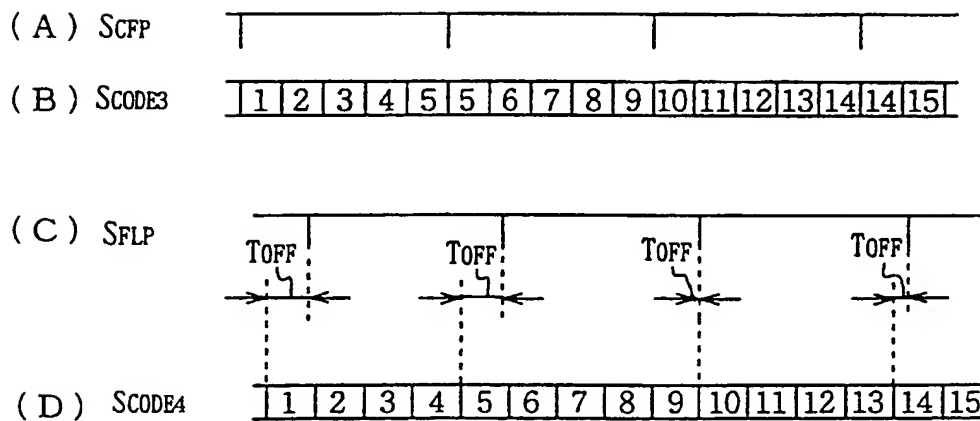 (A) SCFP
(B) SCODE3 1 2 3 4 5 5 6 7 8 9 10 11 12 13 14 14 15
(C) SFLP
TOFF TOFF TOFF TOFF
(D) SCODE4 1 2 3 4 5 6 7 8 9 10 11 12 13 14 15